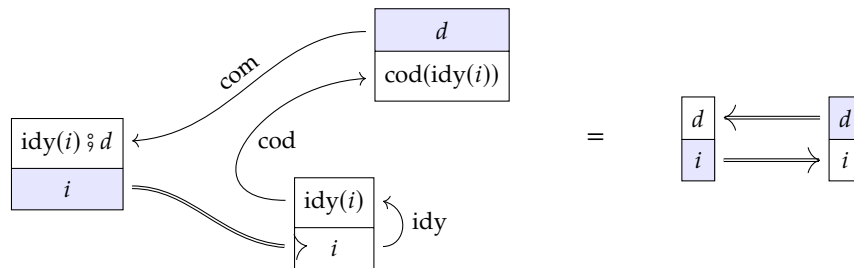 d
cod(idy(i))
com
idy(i) ⨟ d
i
cod
idy(i)
i
idy
=
d
i
d
i